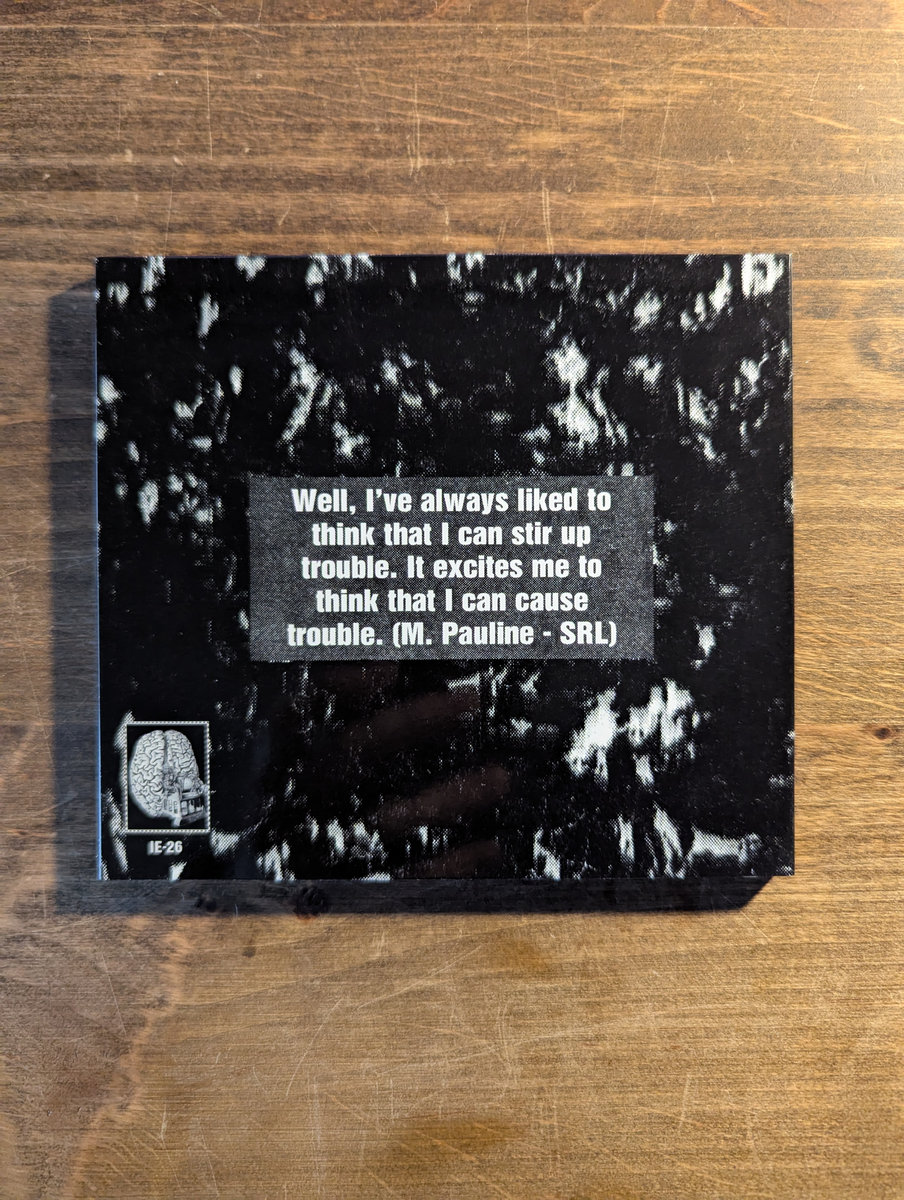 Well, I've always liked to
think that I can stir up
trouble. It excites me to
think that I can cause
trouble. (M. Pauline - SRL)
IE-26